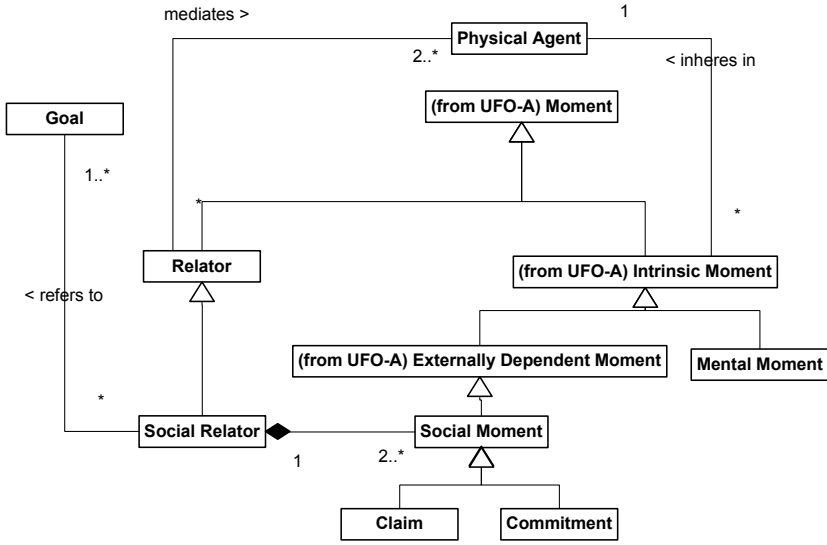 mediates >
1
Physical Agent
2..*
< inheres in
(from UFO-A) Moment
Goal
1..*
*
*
Relator
(from UFO-A) Intrinsic Moment
< refers to
(from UFO-A) Externally Dependent Moment
Mental Moment
*
Social Relator
Social Moment
1
2..*
Claim
Commitment